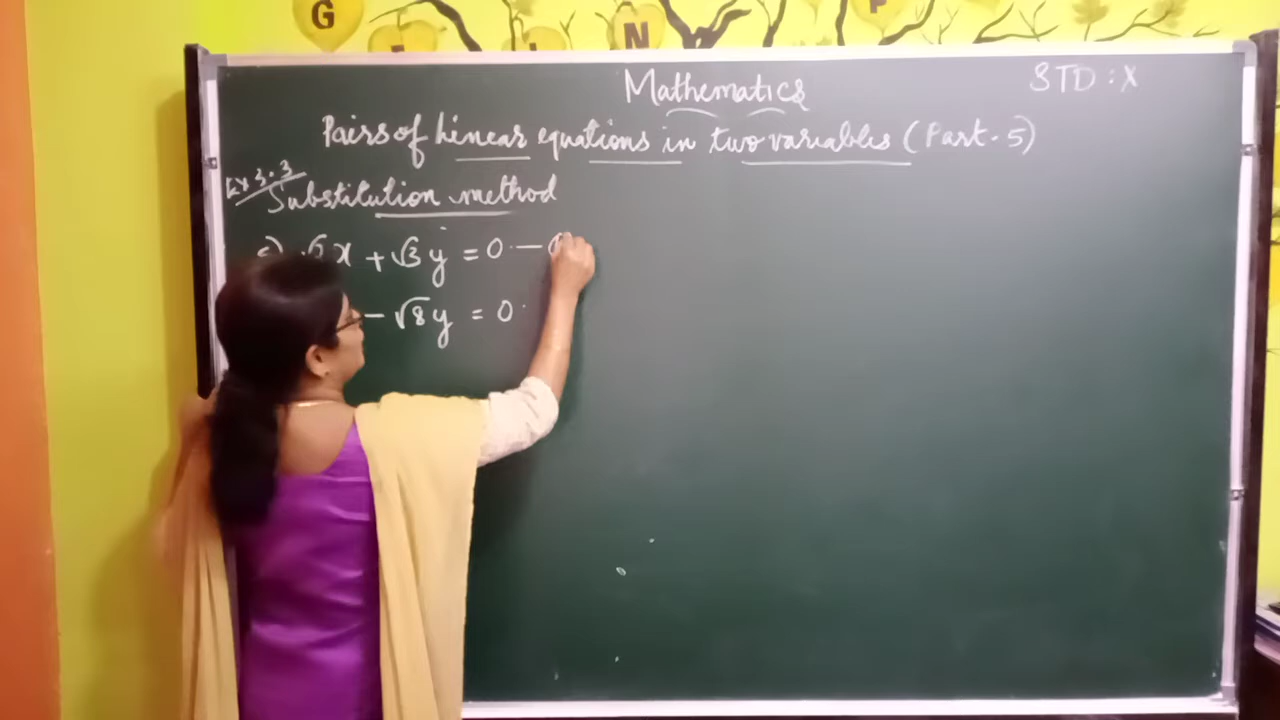 G
N
Mathematics
STD : X
Pairs of Linear equations in two variables (Part - 5)
Ex 3.3
Substitution method
x + √3 y = 0 —
- √8 y = 0